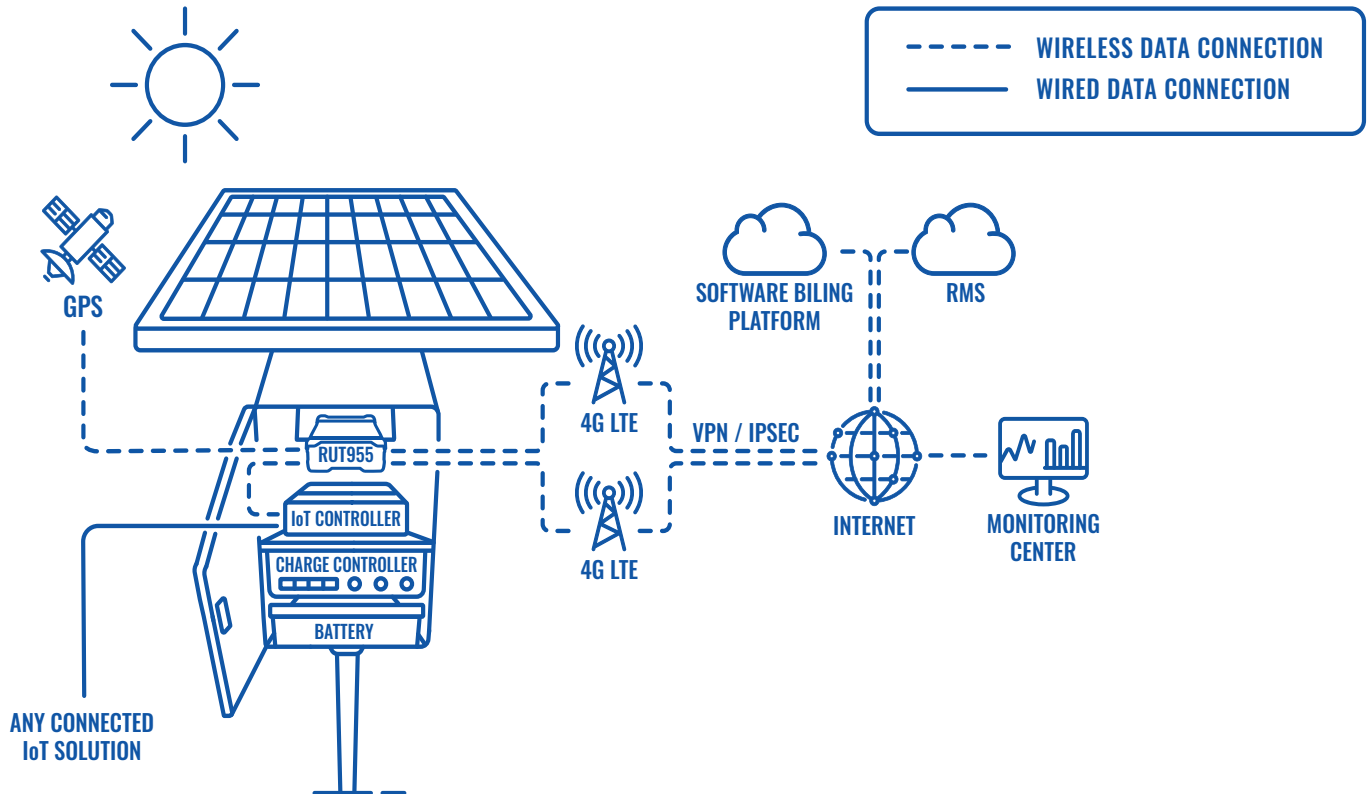 WIRELESS DATA CONNECTION
WIRED DATA CONNECTION
GPS
SOFTWARE BILING
PLATFORM
RMS
4G LTE
VPN / IPSEC
RUT955
IoT CONTROLLER
INTERNET
MONITORING
CENTER
CHARGE CONTROLLER
4G LTE
BATTERY
ANY CONNECTED
IoT SOLUTION